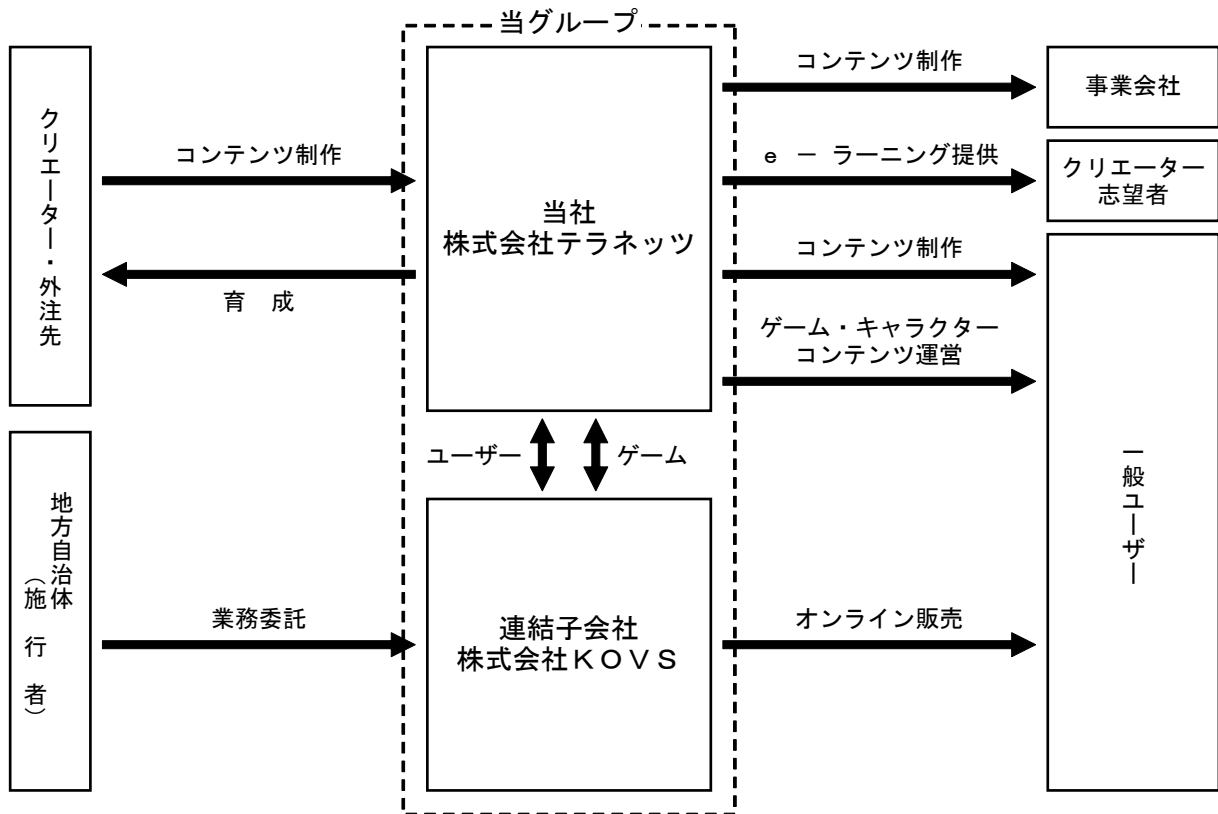 当グループ
クリエーター・外注先
コンテンツ制作
育 成
当社
株式会社テラネッツ
コンテンツ制作
事業会社
e － ラーニング提供
クリエーター
志望者
コンテンツ制作
ゲーム・キャラクター
コンテンツ運営
ユーザー
ゲーム
地方自治体
（施 行 者）
業務委託
連結子会社
株式会社ＫＯＶＳ
オンライン販売
一般ユーザー